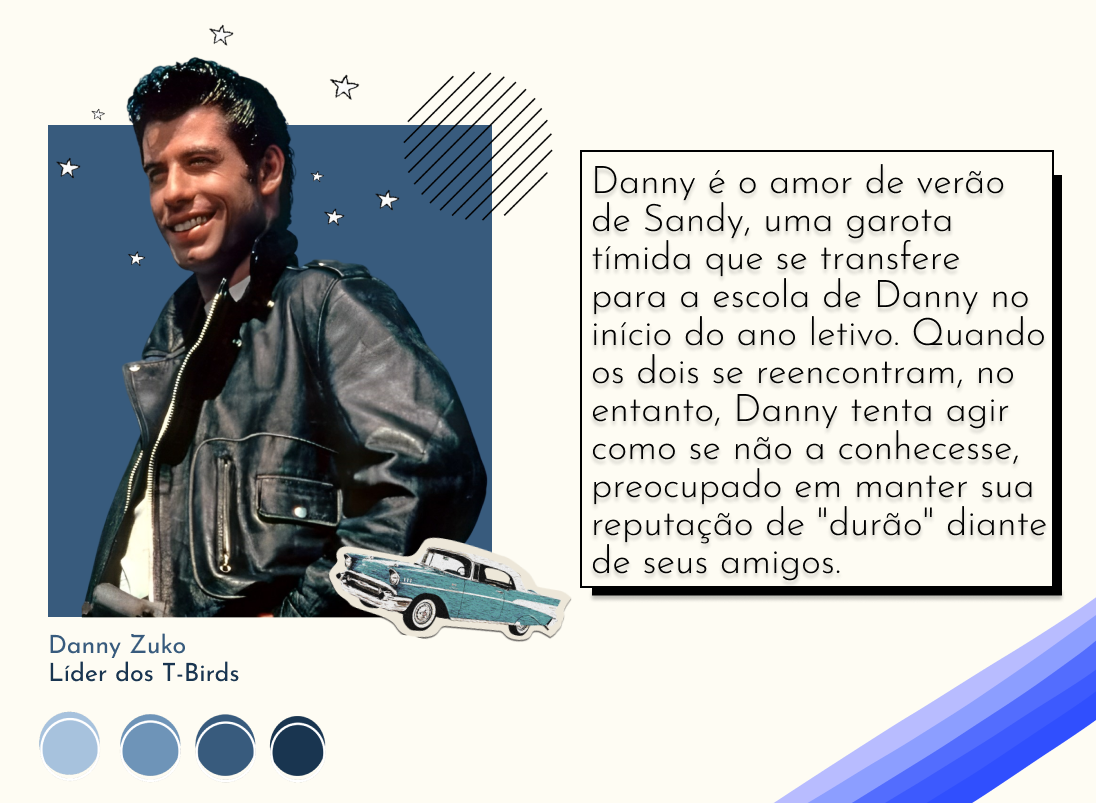 Danny é o amor de verão
de Sandy, uma garota
tímida que se transfere
para a escola de Danny no
início do ano letivo. Quando
os dois se reencontram, no
entanto, Danny tenta agir
como se não a conhecesse,
preocupado em manter sua
reputação de "durão" diante
de seus amigos.
Danny Zuko
Líder dos T-Birds